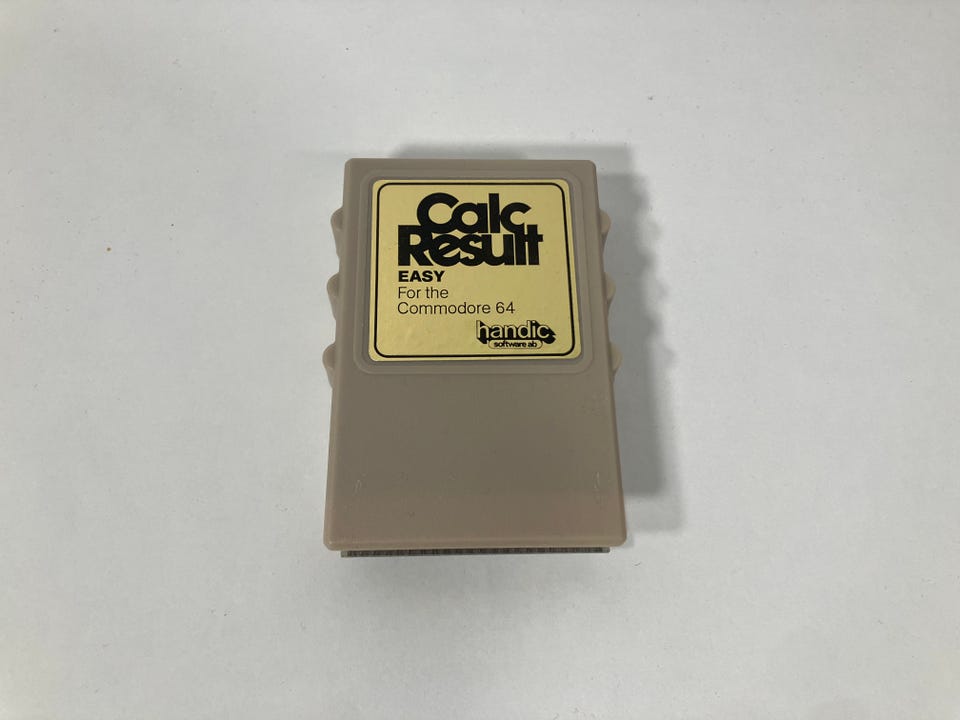 Calc
Result
EASY
For the
Commodore 64
handic
software ab